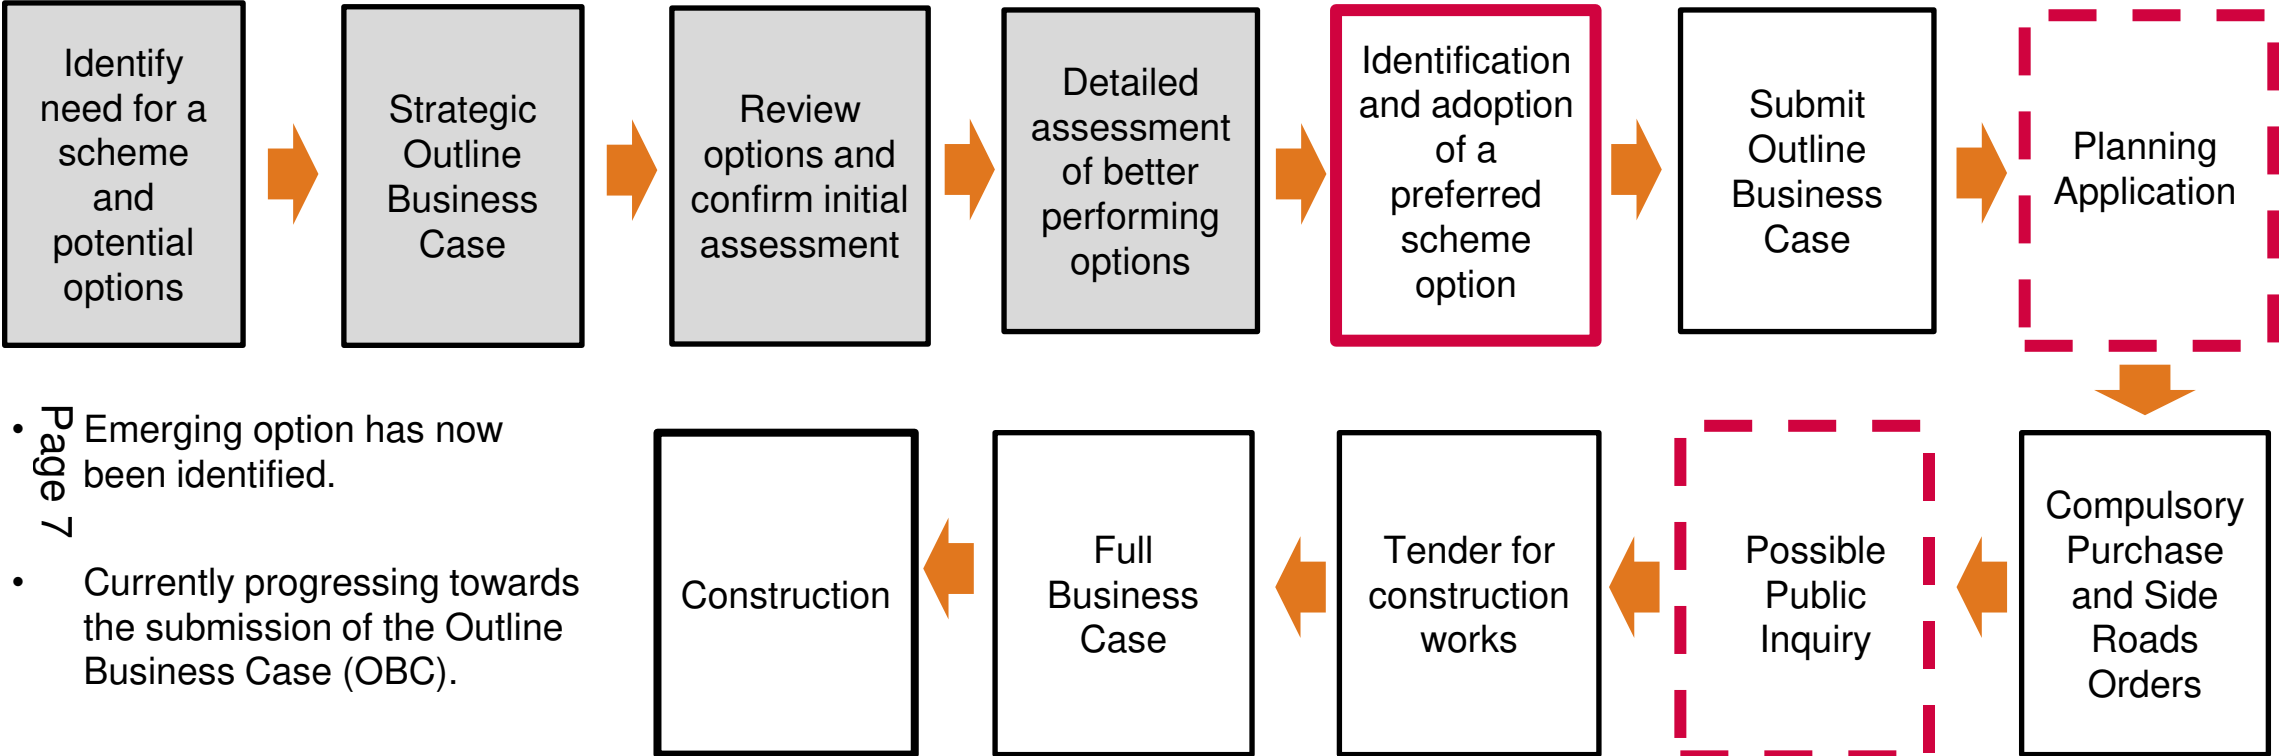 Identify
need for a
scheme
and
potential
options
Strategic
Outline
Business
Case
Review
options and
confirm initial
assessment
Detailed
assessment
of better
performing
options
Identification
and adoption
of a
preferred
scheme
option
Submit
Outline
Business
Case
Planning
Application
Compulsory
Purchase
and Side
Roads
Orders
Possible
Public
Inquiry
Tender for
construction
works
Full
Business
Case
Construction
• Emerging option has now
been identified.
• Currently progressing towards
the submission of the Outline
Business Case (OBC).
Page 7